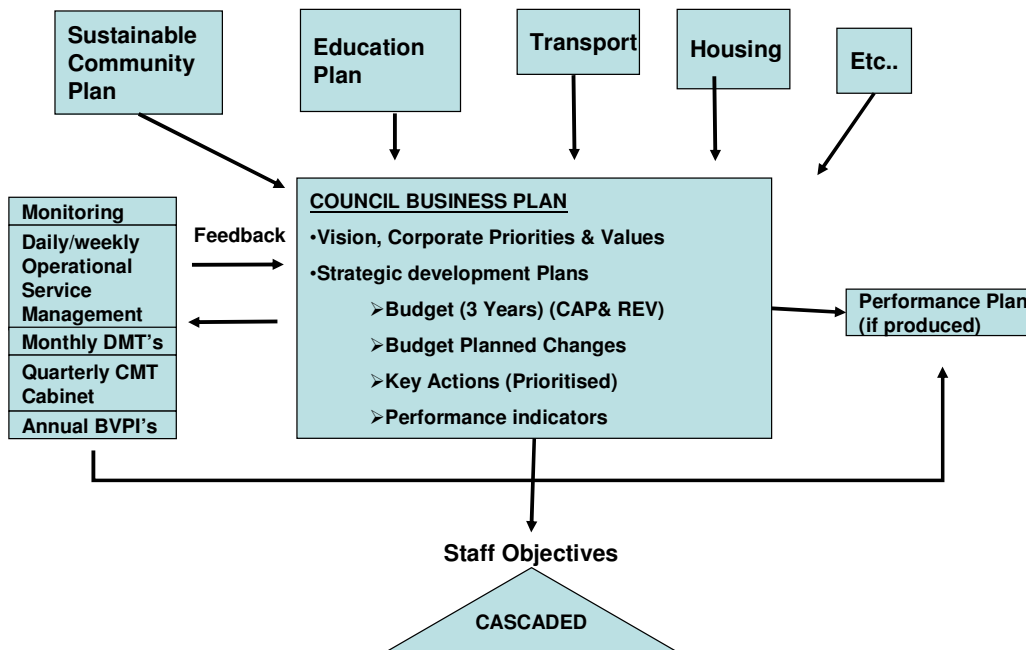 Sustainable
Community
Plan
Education
Plan
Transport
Housing
Etc..
Monitoring
Daily/weekly
Operational
Service
Management
Monthly DMT's
Quarterly CMT
Cabinet
Annual BVPI's
Feedback
COUNCIL BUSINESS PLAN
•Vision, Corporate Priorities & Values
•Strategic development Plans
➢Budget (3 Years) (CAP& REV)
➢Budget Planned Changes
➢Key Actions (Prioritised)
➢Performance indicators
Performance Plan
(if produced)
Staff Objectives
CASCADED